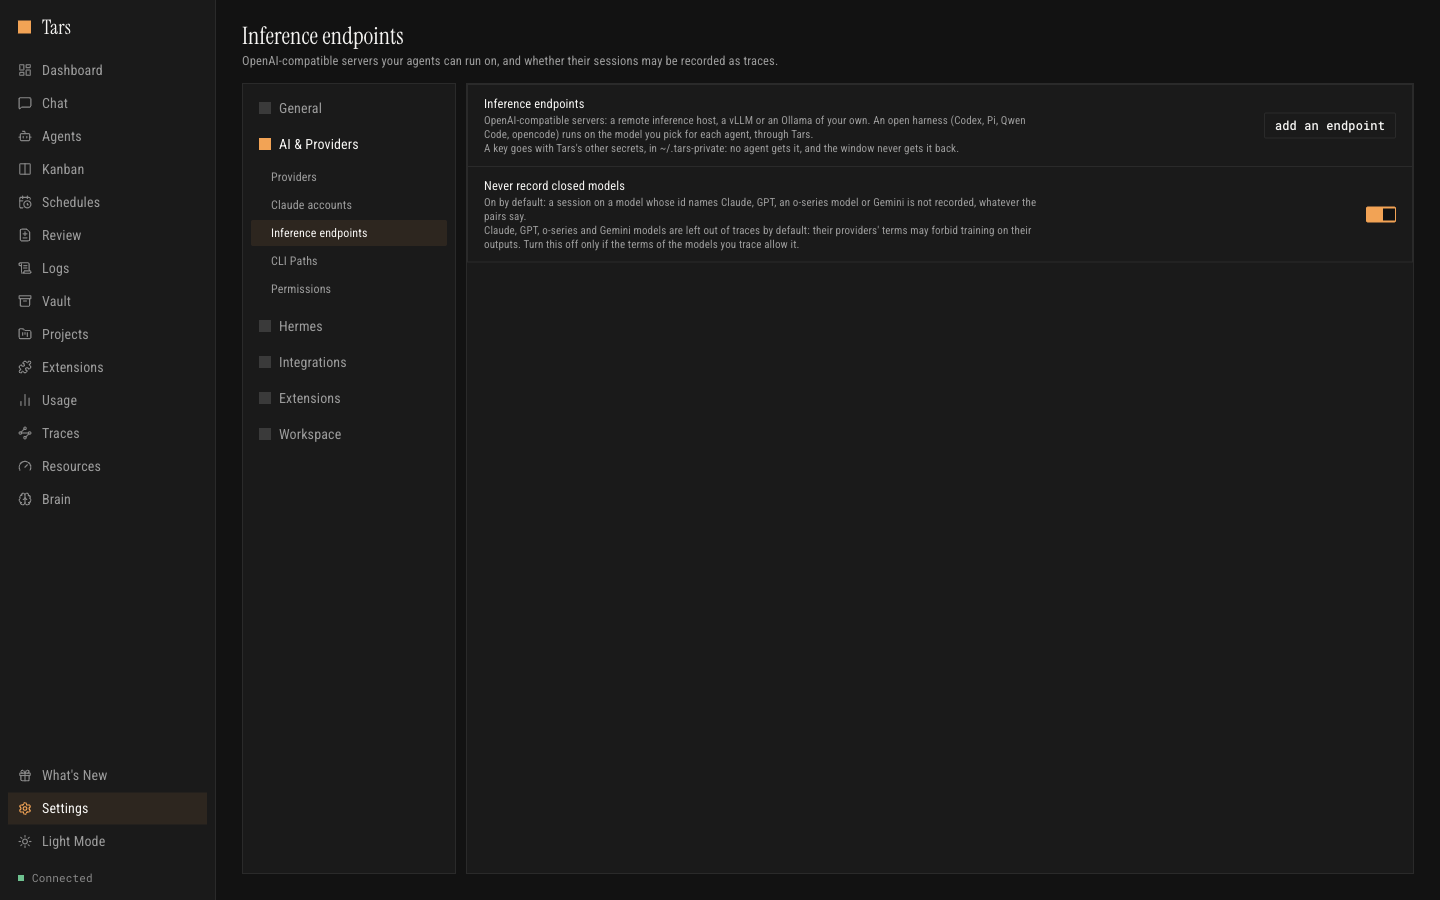 Tars
Dashboard
Chat
Agents
Kanban
Schedules
Review
Logs
Vault
Projects
Extensions
Usage
Traces
Resources
Brain
What's New
Settings
Light Mode
Connected
Inference endpoints
OpenAI-compatible servers your agents can run on, and whether their sessions may be recorded as traces.
General
AI & Providers
Providers
Claude accounts
Inference endpoints
CLI Paths
Permissions
Hermes
Integrations
Extensions
Workspace
Inference endpoints
OpenAI-compatible servers: a remote inference host, a vLLM or an Ollama of your own. An open harness (Codex, Pi, Qwen
Code, opencode) runs on the model you pick for each agent, through Tars.
A key goes with Tars's other secrets, in ~/.tars-private: no agent gets it, and the window never gets it back.
add an endpoint
Never record closed models
On by default: a session on a model whose id names Claude, GPT, an o-series model or Gemini is not recorded, whatever the
pairs say.
Claude, GPT, o-series and Gemini models are left out of traces by default: their providers' terms may forbid training on their
outputs. Turn this off only if the terms of the models you trace allow it.